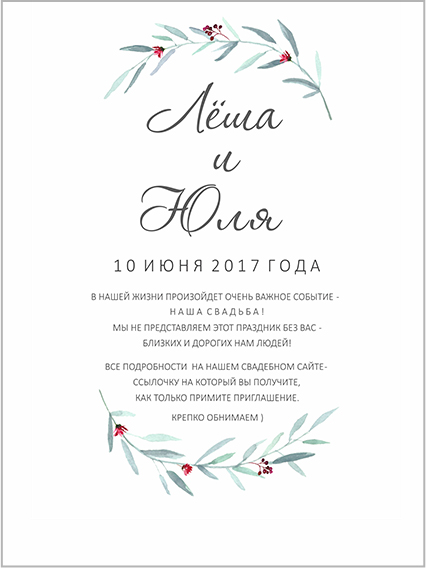 Лёша
и
Юля
10 ИЮНЯ 2017 ГОДА
В НАШЕЙ ЖИЗНИ ПРОИЗОЙДЕТ ОЧЕНЬ ВАЖНОЕ СОБЫТИЕ -
НАША СВАДЬБА!
МЫ НЕ ПРЕДСТАВЛЯЕМ ЭТОТ ПРАЗДНИК БЕЗ ВАС -
БЛИЗКИХ И ДОРОГИХ НАМ ЛЮДЕЙ!
ВСЕ ПОДРОБНОСТИ НА НАШЕМ СВАДЕБНОМ САЙТЕ-
ССЫЛОЧКУ НА КОТОРЫЙ ВЫ ПОЛУЧИТЕ,
КАК ТОЛЬКО ПРИМИТЕ ПРИГЛАШЕНИЕ.
КРЕПКО ОБНИМАЕМ )